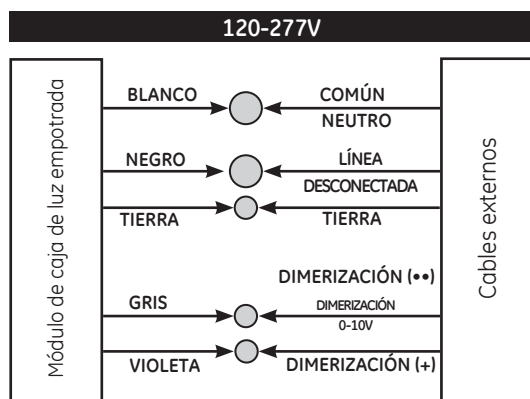 120-277V
Módulo de caja de luz empotrada
BLANCO
COMÚN
NEUTRO
NEGRO
LÍNEA
DESCONECTADA
TIERRA
TIERRA
DIMERIZACIÓN (••)
GRIS
DIMERIZACIÓN
0-10V
VIOLETA
DIMERIZACIÓN (+)
Cables externos